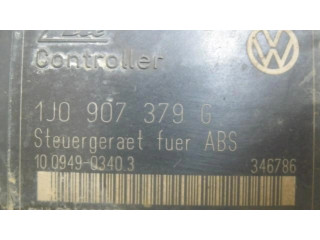 Controller
1J0 907 379 G
Steuergeraet fuer ABS
10.0949-0340.3 346786